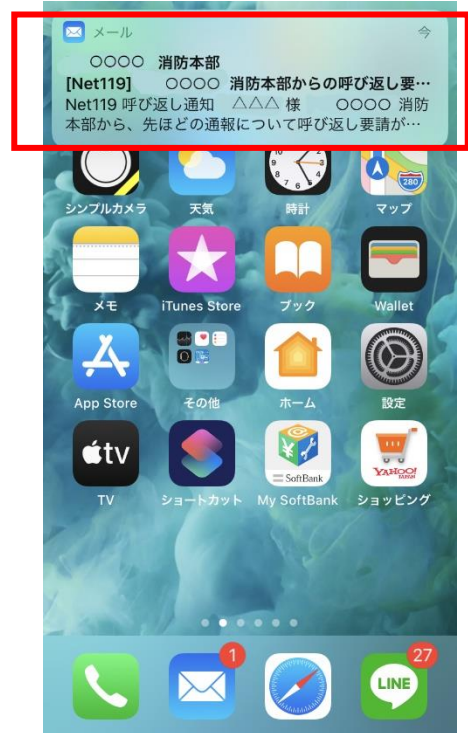 メール 今
○○○○ 消防本部
[Net119] ○○○○ 消防本部からの呼び返し要…
Net119 呼び返し通知 △△△ 様 ○○○○ 消防
本部から、先ほどの通報について呼び返し要請が…
280
シンプルカメラ 天気 時計 マップ
メモ iTunes Store ブック Wallet
App Store その他 ホーム 設定
tv SoftBank YAHOO! JAPAN
TV ショートカット My SoftBank ショッピング
1 27
LINE